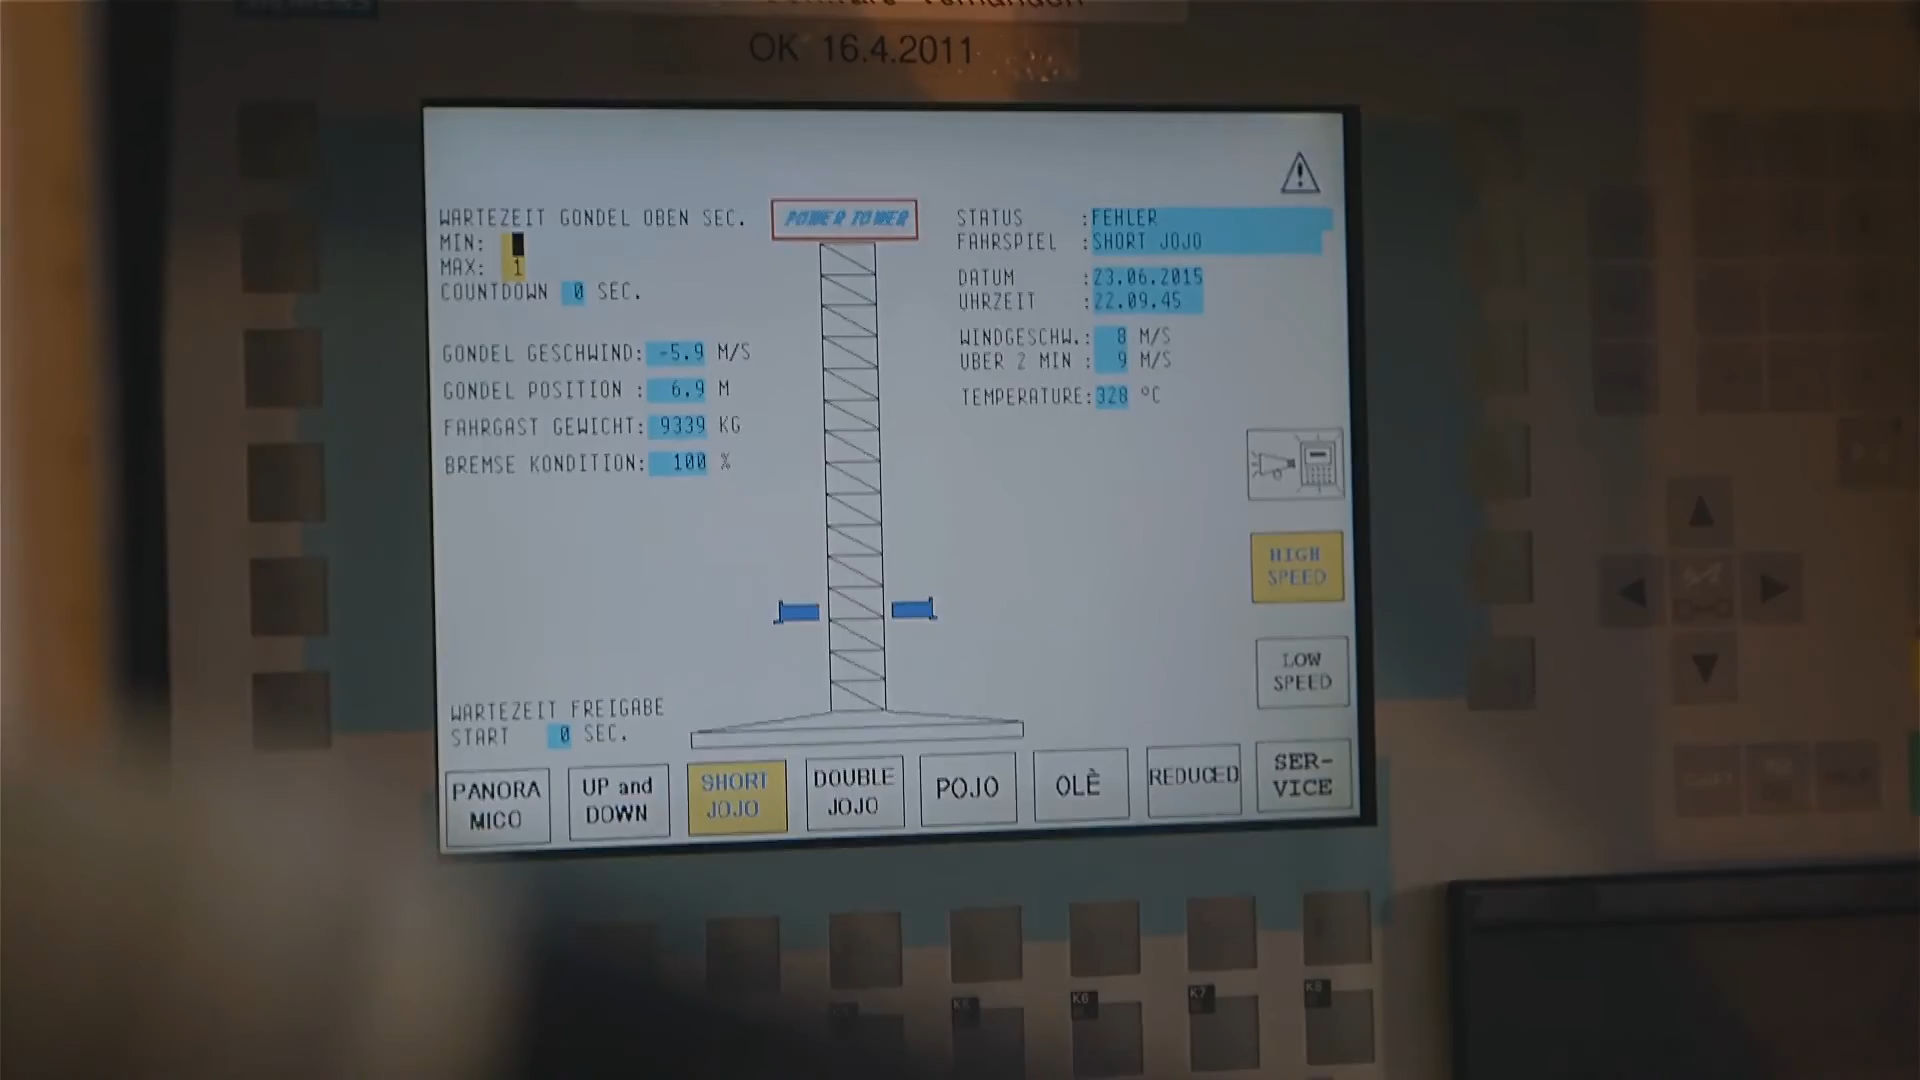 SIEMENS
OK 16.4.2011
WARTEZEIT GONDEL OBEN SEC.
MIN:
MAX: 1
COUNTDOWN 0 SEC.
GONDEL GESCHWIND: -5.9 M/S
GONDEL POSITION : 6.9 M
FAHRGAST GEWICHT: 9339 KG
BREMSE KONDITION: 100 %
WARTEZEIT FREIGABE
START 0 SEC.
POWER TOWER
STATUS :FEHLER
FAHRSPIEL :SHORT JOJO
DATUM :23.06.2015
UHRZEIT :22.09.45
WINDGESCHW.: 8 M/S
UBER 2 MIN : 9 M/S
TEMPERATURE:328 °C
HIGH
SPEED
LOW
SPEED
PANORA
MICO
UP and
DOWN
SHORT
JOJO
DOUBLE
JOJO
POJO
OLÈ
REDUCED
SER-
VICE
K5
K6
K7
K8